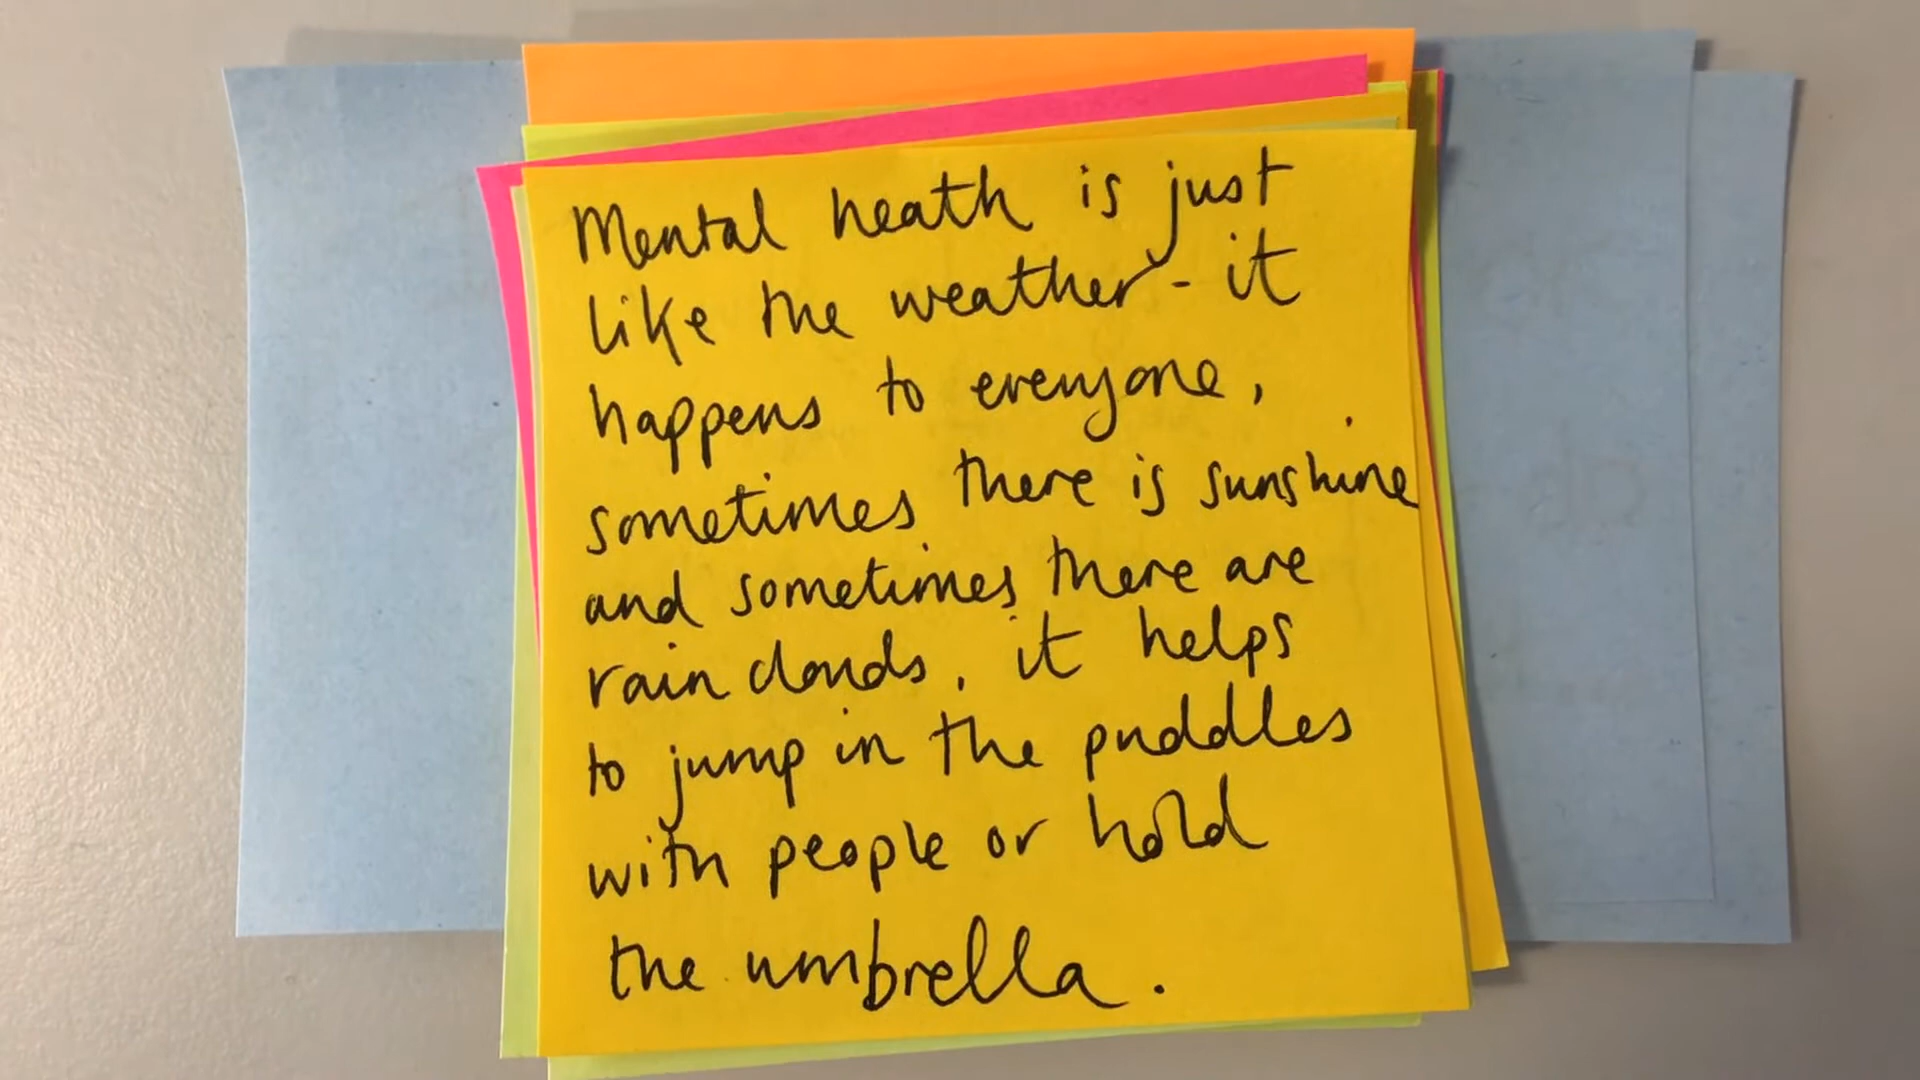 Mental heath is just
like the weather - it
happens to everyone,
sometimes there is sunshine
and sometimes there are
rain clouds, it helps
to jump in the puddles
with people or hold
the umbrella.